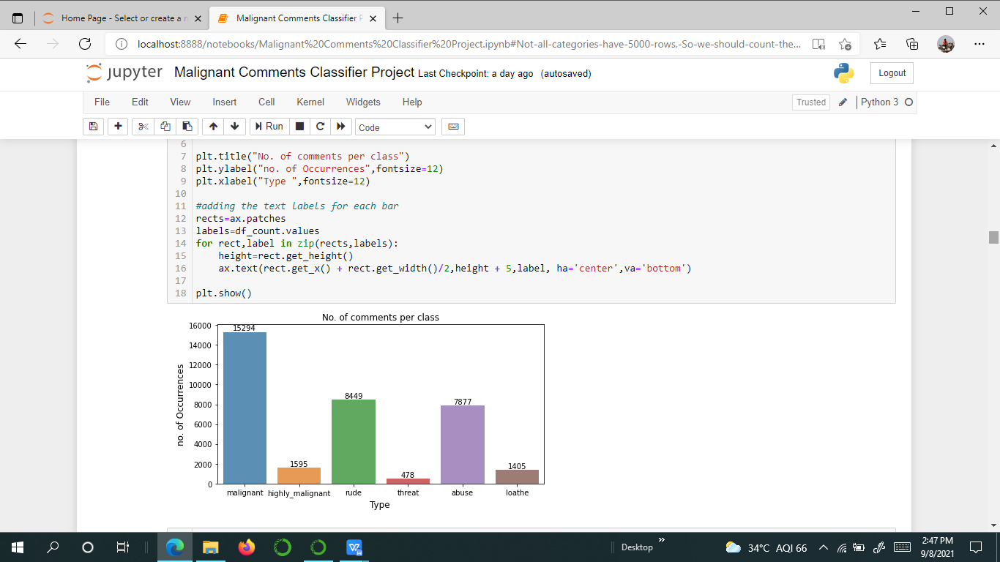 Home Page - Select or create a n
Malignant Comments Classifier P
localhost:8888/notebooks/Malignant%20Comments%20Classifier%20Project.ipynb#Not-all-categories-have-5000-rows,-So-we-should-count-the...
jupyter Malignant Comments Classifier Project Last Checkpoint: a day ago (autosaved)
Logout
File Edit View Insert Cell Kernel Widgets Help
Trusted Python 3
Run Code
6
7 plt.title("No. of comments per class")
8 plt.ylabel("no. of Occurrences",fontsize=12)
9 plt.xlabel("Type ",fontsize=12)
10
11 #adding the text labels for each bar
12 rects=ax.patches
13 labels=df_count.values
14 for rect,label in zip(rects,labels):
15     height=rect.get_height()
16     ax.text(rect.get_x() + rect.get_width()/2,height + 5,label, ha='center',va='bottom')
17
18 plt.show()
No. of comments per class
no. of Occurrences
16000
14000
12000
10000
8000
6000
4000
2000
0
15294
1595
8449
478
7877
1405
malignant highly_malignant rude threat abuse loathe
Type
Desktop
34°C AQI 66
2:47 PM
9/8/2021